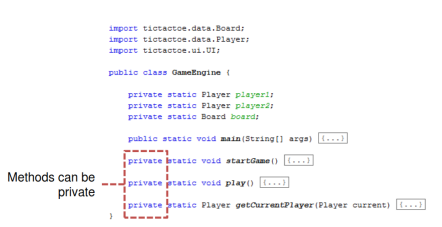 import tictactoe.data.Board;
import tictactoe.data.Player;
import tictactoe.ui.UI;
public class GameEngine {
private static Player player1;
private static Player player2;
private static Board board;
public static void main(String[] args) {...}
private static void startGame() {...}
Methods can be
private
private static void play() {...}
private static Player getCurrentPlayer(Player current) {...}
}